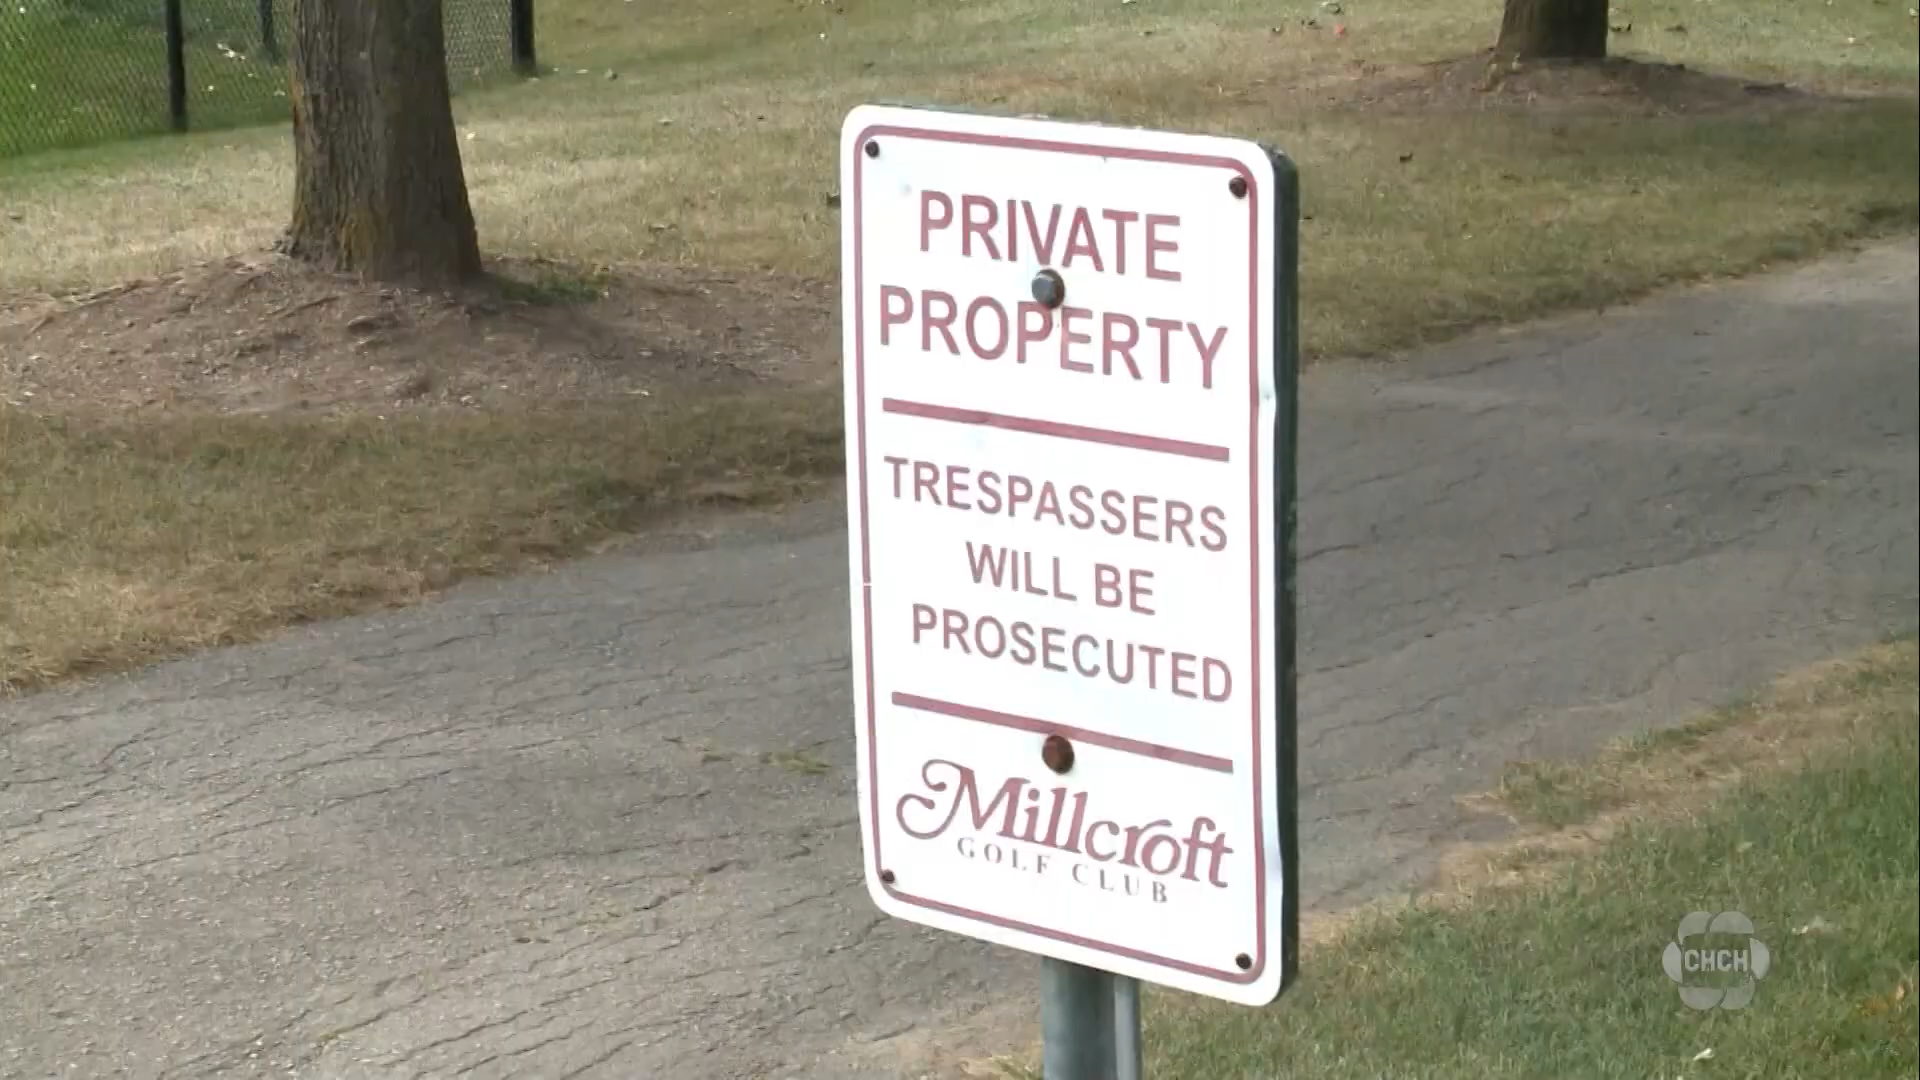 PRIVATE
PROPERTY
TRESPASSERS
WILL BE
PROSECUTED
Millcroft
GOLF CLUB
CHCH